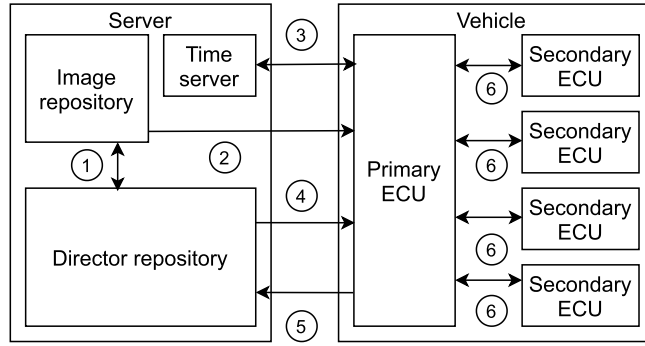 Server
Vehicle
Image
repository
Time
server
3
Secondary
ECU
6
1
2
Primary
ECU
Secondary
ECU
6
Director repository
4
Secondary
ECU
6
5
Secondary
ECU
6